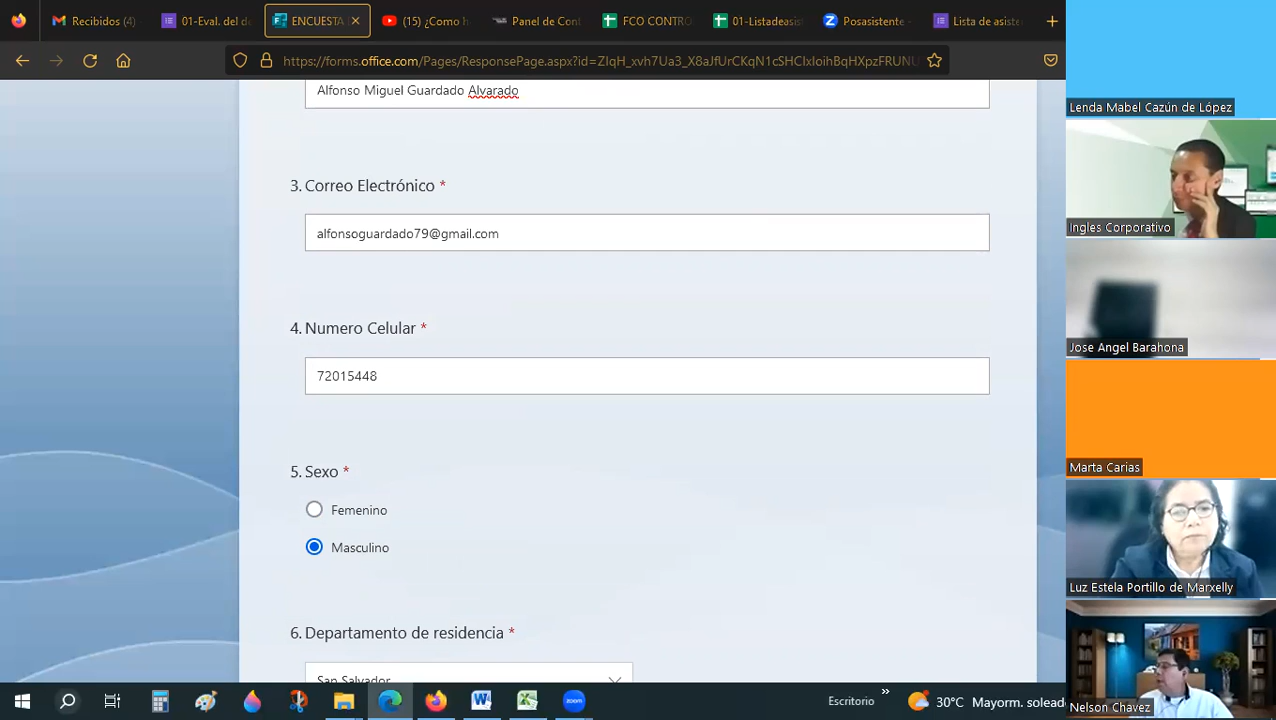 Recibidos (4)
01-Eval. del de
ENCUESTA
(15) ¿Como h
Panel de Cont
FCO CONTRO
01-Listadeasis
Posasistente -
Lista de asiste
https://forms.office.com/Pages/ResponsePage.aspx?id=
Alfonso Miguel Guardado Alvarado
3. Correo Electrónico *
alfonsoguardado79@gmail.com
4. Numero Celular *
72015448
5. Sexo *
Femenino
Masculino
6. Departamento de residencia *
San Salvador
Lenda Mabel Cazún de López
Ingles Corporativo
Jose Angel Barahona
Marta Carias
Luz Estela Portillo de Marxelly
Nelson Chavez
Escritorio
30°C Mayorm. solead